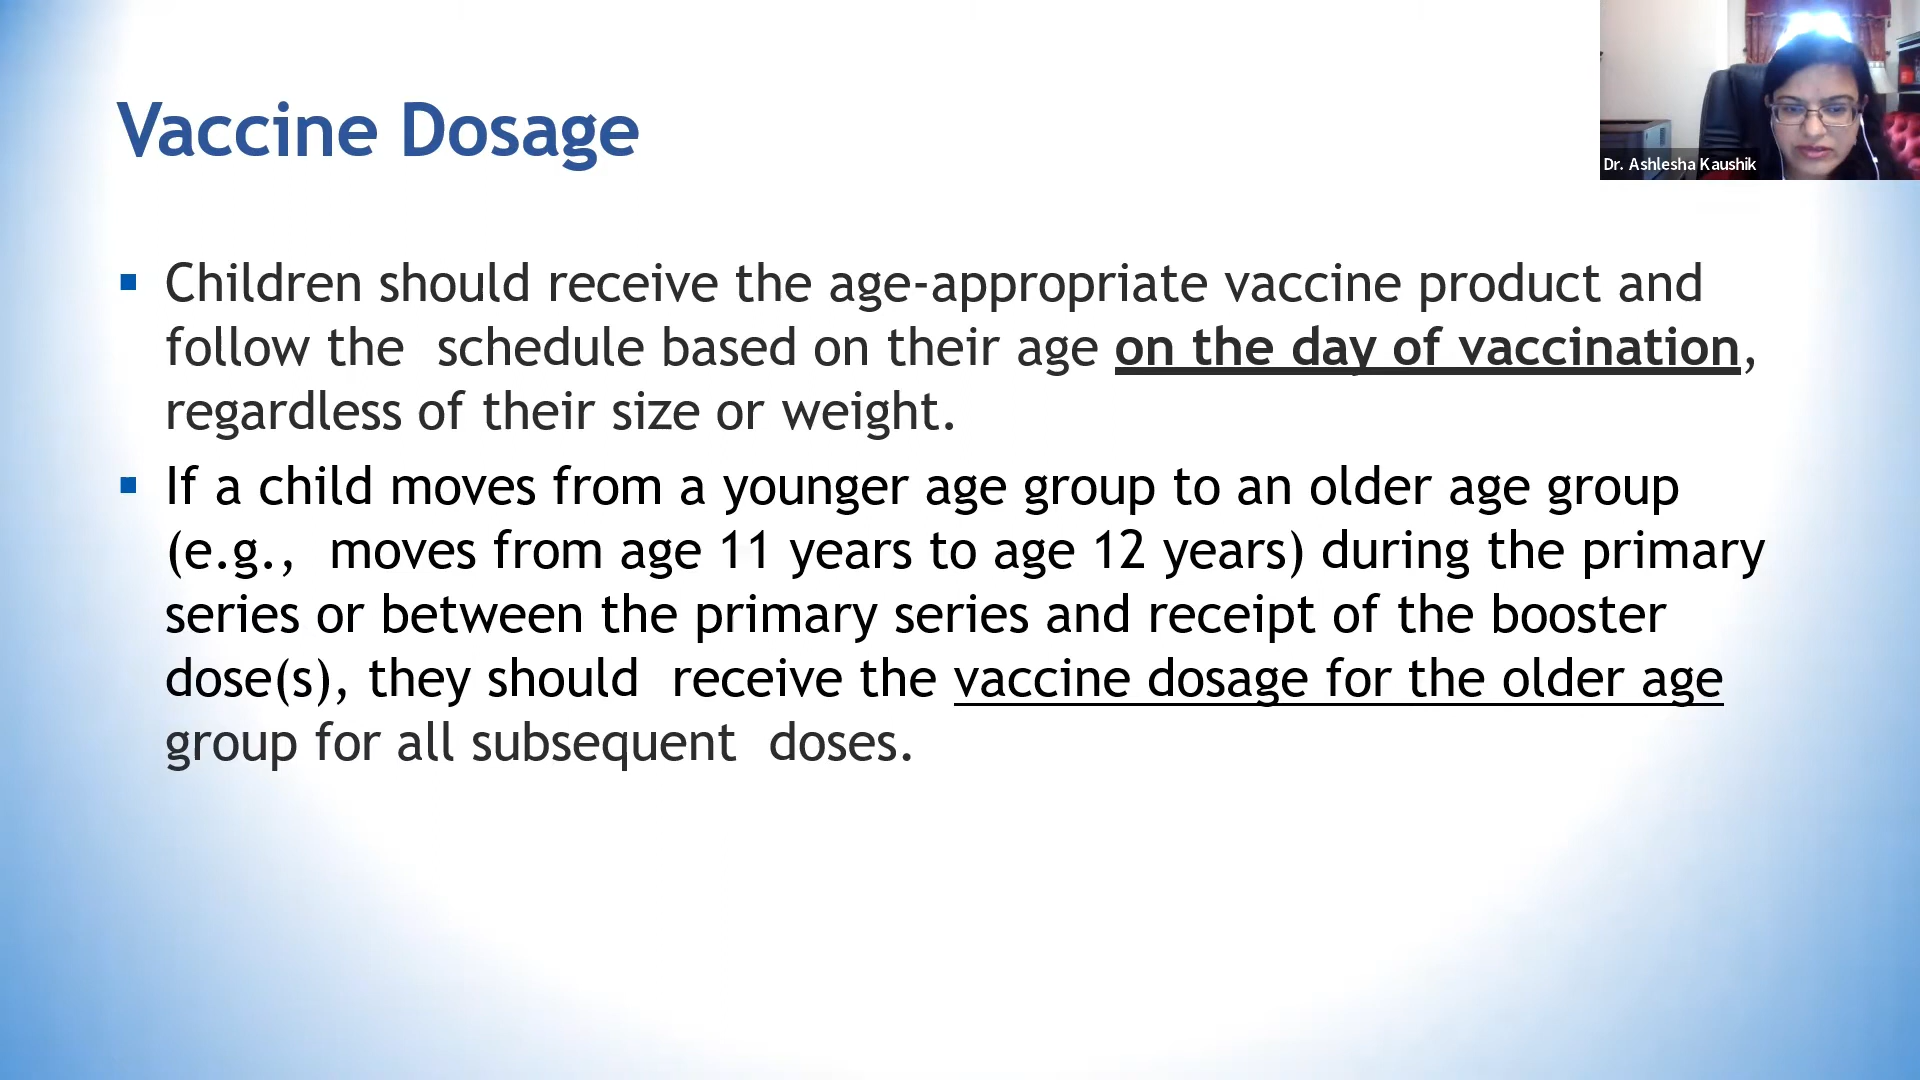 Vaccine Dosage
Dr. Ashlesha Kaushik
Children should receive the age-appropriate vaccine product and
follow the schedule based on their age on the day of vaccination,
regardless of their size or weight.
If a child moves from a younger age group to an older age group
(e.g., moves from age 11 years to age 12 years) during the primary
series or between the primary series and receipt of the booster
dose(s), they should receive the vaccine dosage for the older age
group for all subsequent doses.